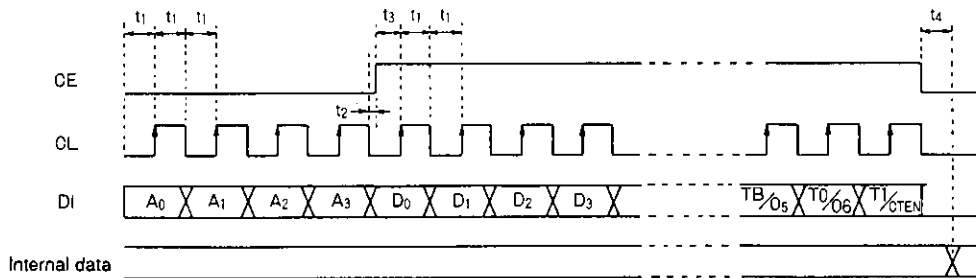 t1 t1 t1 t3 t1 t1 t4
CE
t2
CL
DI A0 A1 A2 A3 D0 D1 D2 D3 TB/O5 T0/O6 T1/CTEN
Internal data